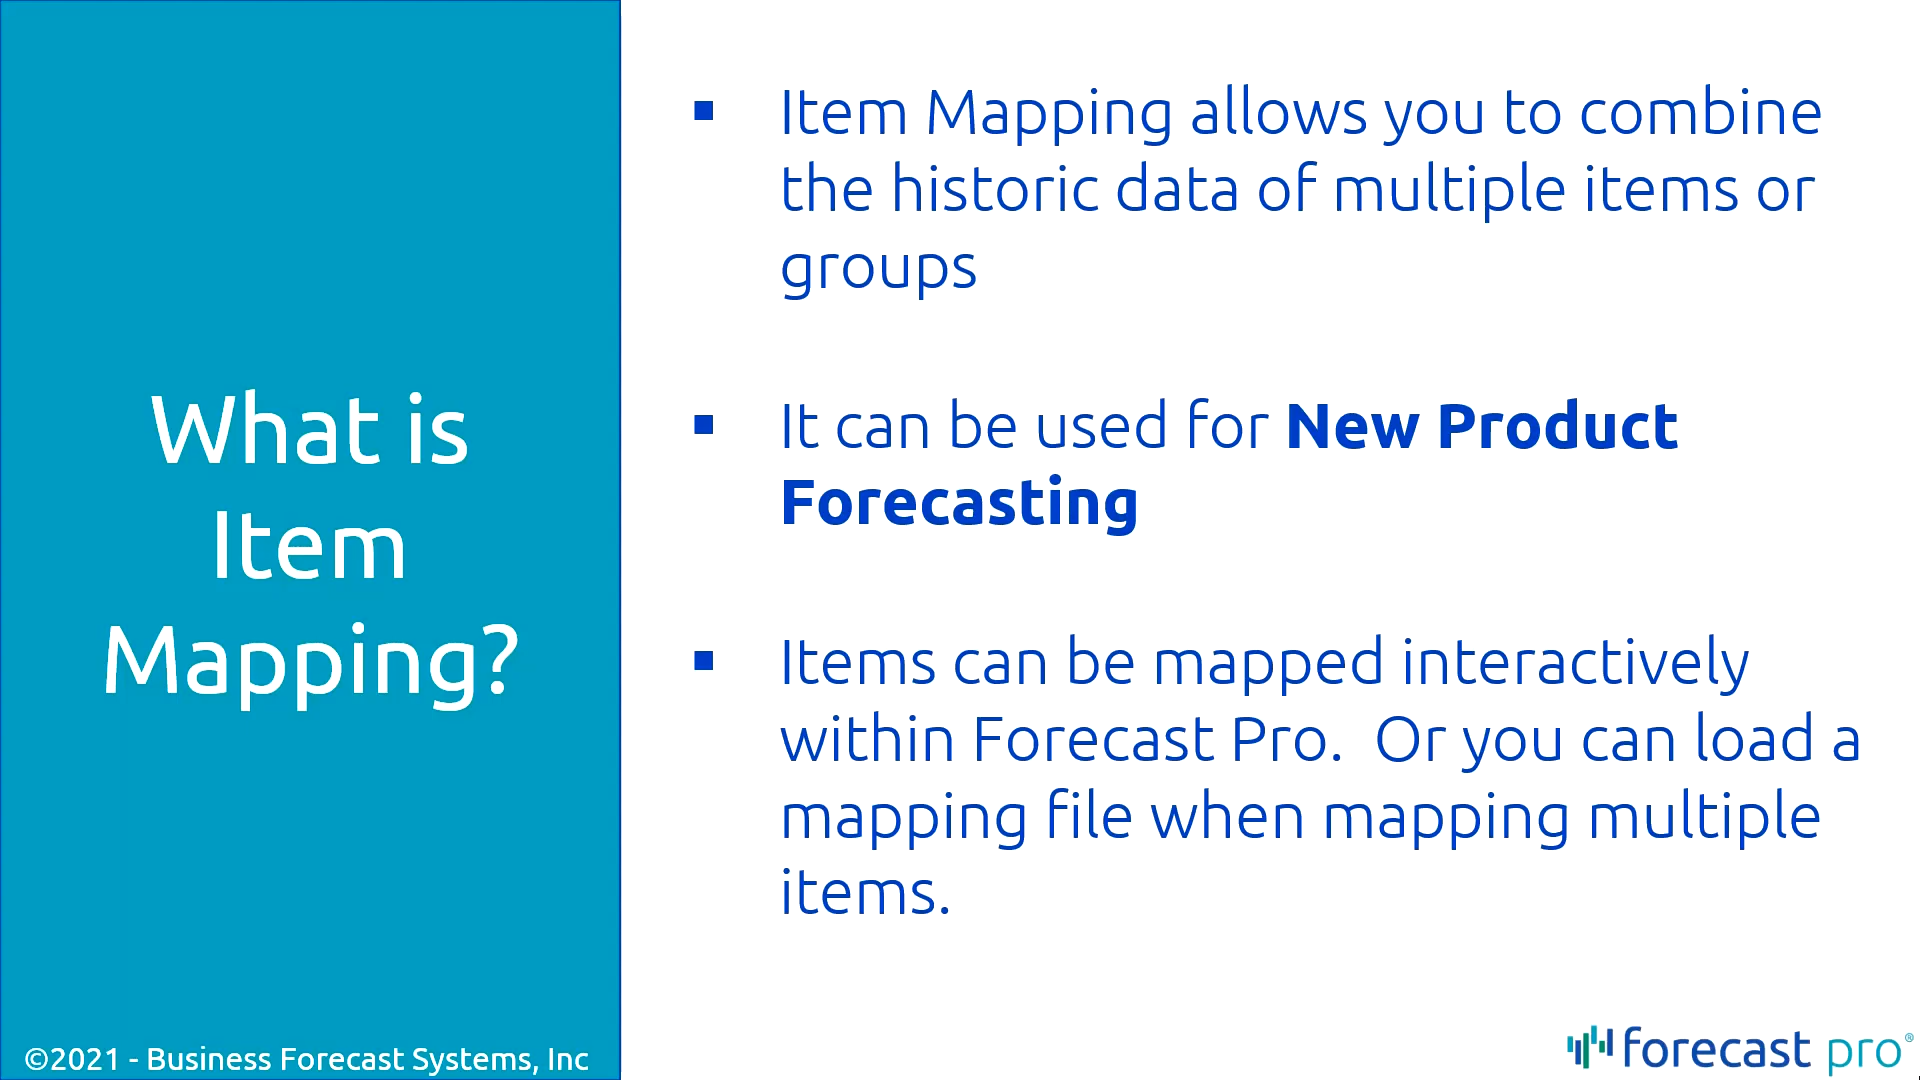 What is
Item
Mapping?
©2021 - Business Forecast Systems, Inc
▪ Item Mapping allows you to combine
the historic data of multiple items or
groups
▪ It can be used for New Product
Forecasting
▪ Items can be mapped interactively
within Forecast Pro.  Or you can load a
mapping file when mapping multiple
items.
forecast pro®